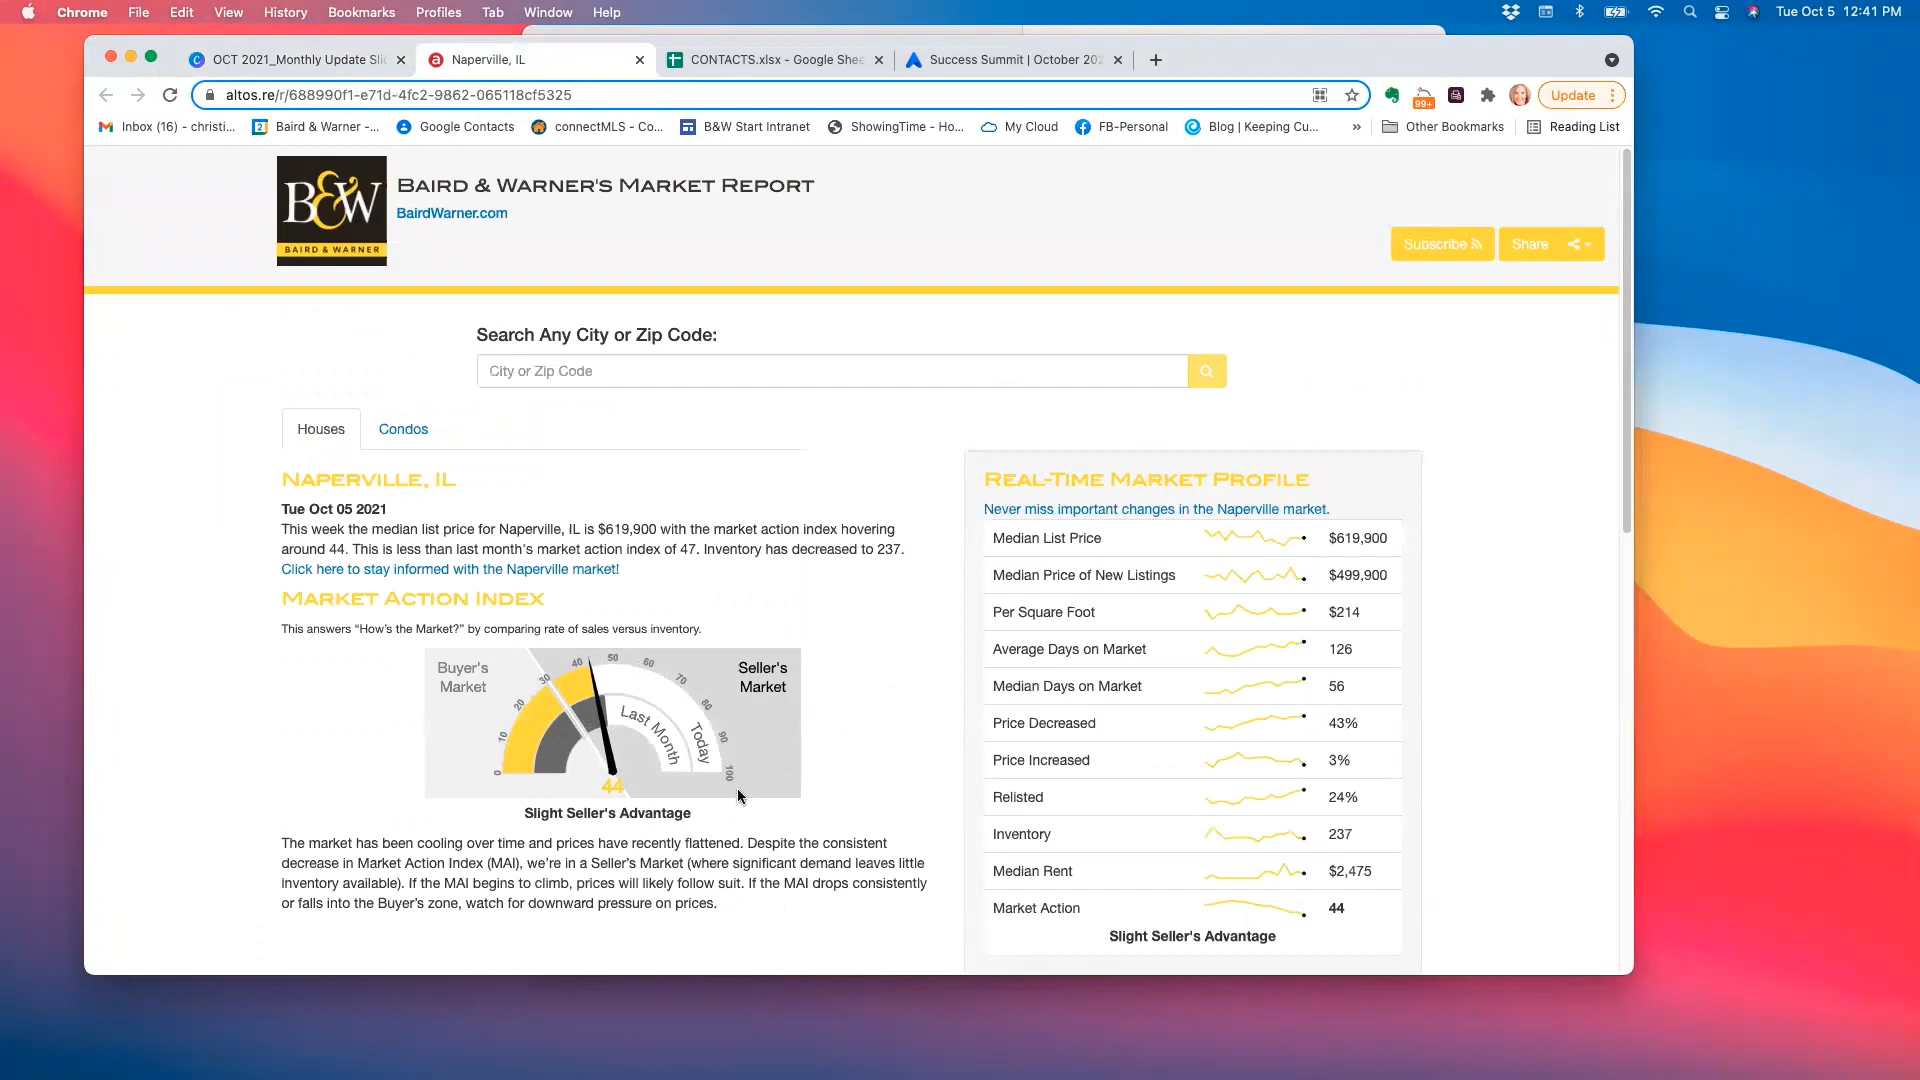 Chrome File Edit View History Bookmarks Profiles Tab Window Help Tue Oct 5 12:41 PM
OCT 2021_Monthly Update Slic Naperville, IL CONTACTS.xlsx - Google Shee Success Summit | October 202
altos.re/r/688990f1-e71d-4fc2-9862-065118cf5325 99+ Update
Inbox (16) - christi... 2 Baird & Warner -... Google Contacts connectMLS - Co... B&W Start Intranet ShowingTime - Ho... My Cloud FB-Personal Blog | Keeping Cu... » Other Bookmarks Reading List
B&W
BAIRD & WARNER
BAIRD & WARNER'S MARKET REPORT
BairdWarner.com
Subscribe Share
Search Any City or Zip Code:
City or Zip Code
Houses Condos
NAPERVILLE, IL
Tue Oct 05 2021
This week the median list price for Naperville, IL is $619,900 with the market action index hovering
around 44. This is less than last month's market action index of 47. Inventory has decreased to 237.
Click here to stay informed with the Naperville market!
MARKET ACTION INDEX
This answers “How's the Market?” by comparing rate of sales versus inventory.
Buyer's
Market
Seller's
Market
0 10 20 30 40 50 60 70 80 90 100
Last Month
Today
44
Slight Seller's Advantage
The market has been cooling over time and prices have recently flattened. Despite the consistent
decrease in Market Action Index (MAI), we're in a Seller's Market (where significant demand leaves little
inventory available). If the MAI begins to climb, prices will likely follow suit. If the MAI drops consistently
or falls into the Buyer's zone, watch for downward pressure on prices.
REAL-TIME MARKET PROFILE
Never miss important changes in the Naperville market.
Median List Price $619,900
Median Price of New Listings $499,900
Per Square Foot $214
Average Days on Market 126
Median Days on Market 56
Price Decreased 43%
Price Increased 3%
Relisted 24%
Inventory 237
Median Rent $2,475
Market Action 44
Slight Seller's Advantage